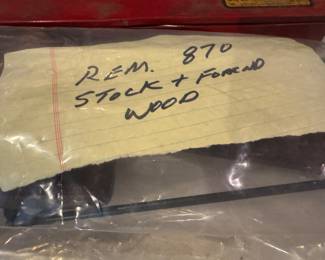 REM. 870
STOCK + FOREND
WOOD